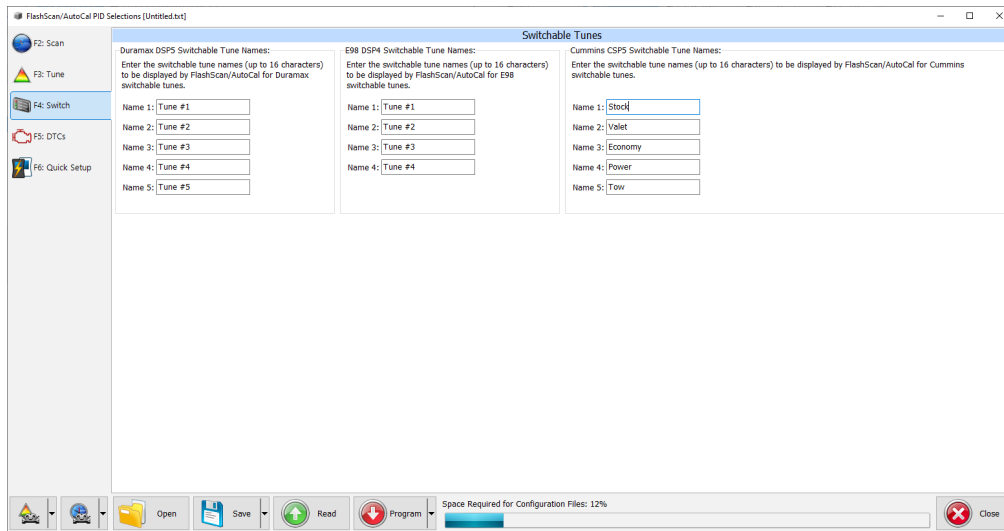 FlashScan/AutoCal PID Selections [Untitled.txt]
F2: Scan
F3: Tune
F4: Switch
F5: DTCs
F6: Quick Setup
Switchable Tunes
Duramax DSP5 Switchable Tune Names:
Enter the switchable tune names (up to 16 characters)
to be displayed by FlashScan/AutoCal for Duramax
switchable tunes.
Name 1: Tune #1
Name 2: Tune #2
Name 3: Tune #3
Name 4: Tune #4
Name 5: Tune #5
E98 DSP4 Switchable Tune Names:
Enter the switchable tune names (up to 16 characters)
to be displayed by FlashScan/AutoCal for E98
switchable tunes.
Name 1: Tune #1
Name 2: Tune #2
Name 3: Tune #3
Name 4: Tune #4
Cummins CSP5 Switchable Tune Names:
Enter the switchable tune names (up to 16 characters) to be displayed by FlashScan/AutoCal for Cummins
switchable tunes.
Name 1: Stock
Name 2: Valet
Name 3: Economy
Name 4: Power
Name 5: Tow
Open
Save
Read
Program
Space Required for Configuration Files: 12%
Close